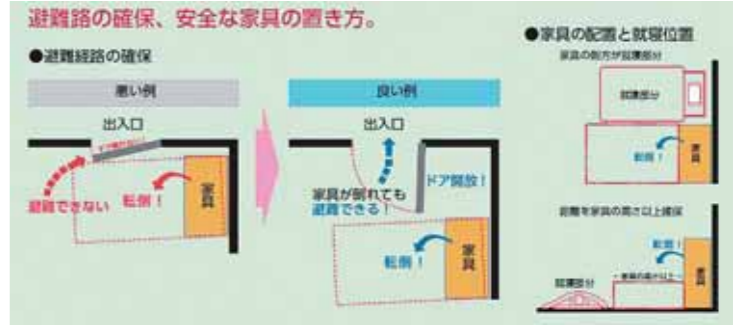 避難路の確保、安全な家具の置き方。
●避難経路の確保
悪い例
出入口
避難できない
転倒！
家具
良い例
出入口
ドア開放！
家具が倒れても
避難できる！
転倒！
家具
●家具の配置と就寝位置
家具の側方が就寝部分
就寝部分
転倒！
家具
距離を家具の高さ以上確保
転倒！
就寝部分
家具の高さ以上
家具